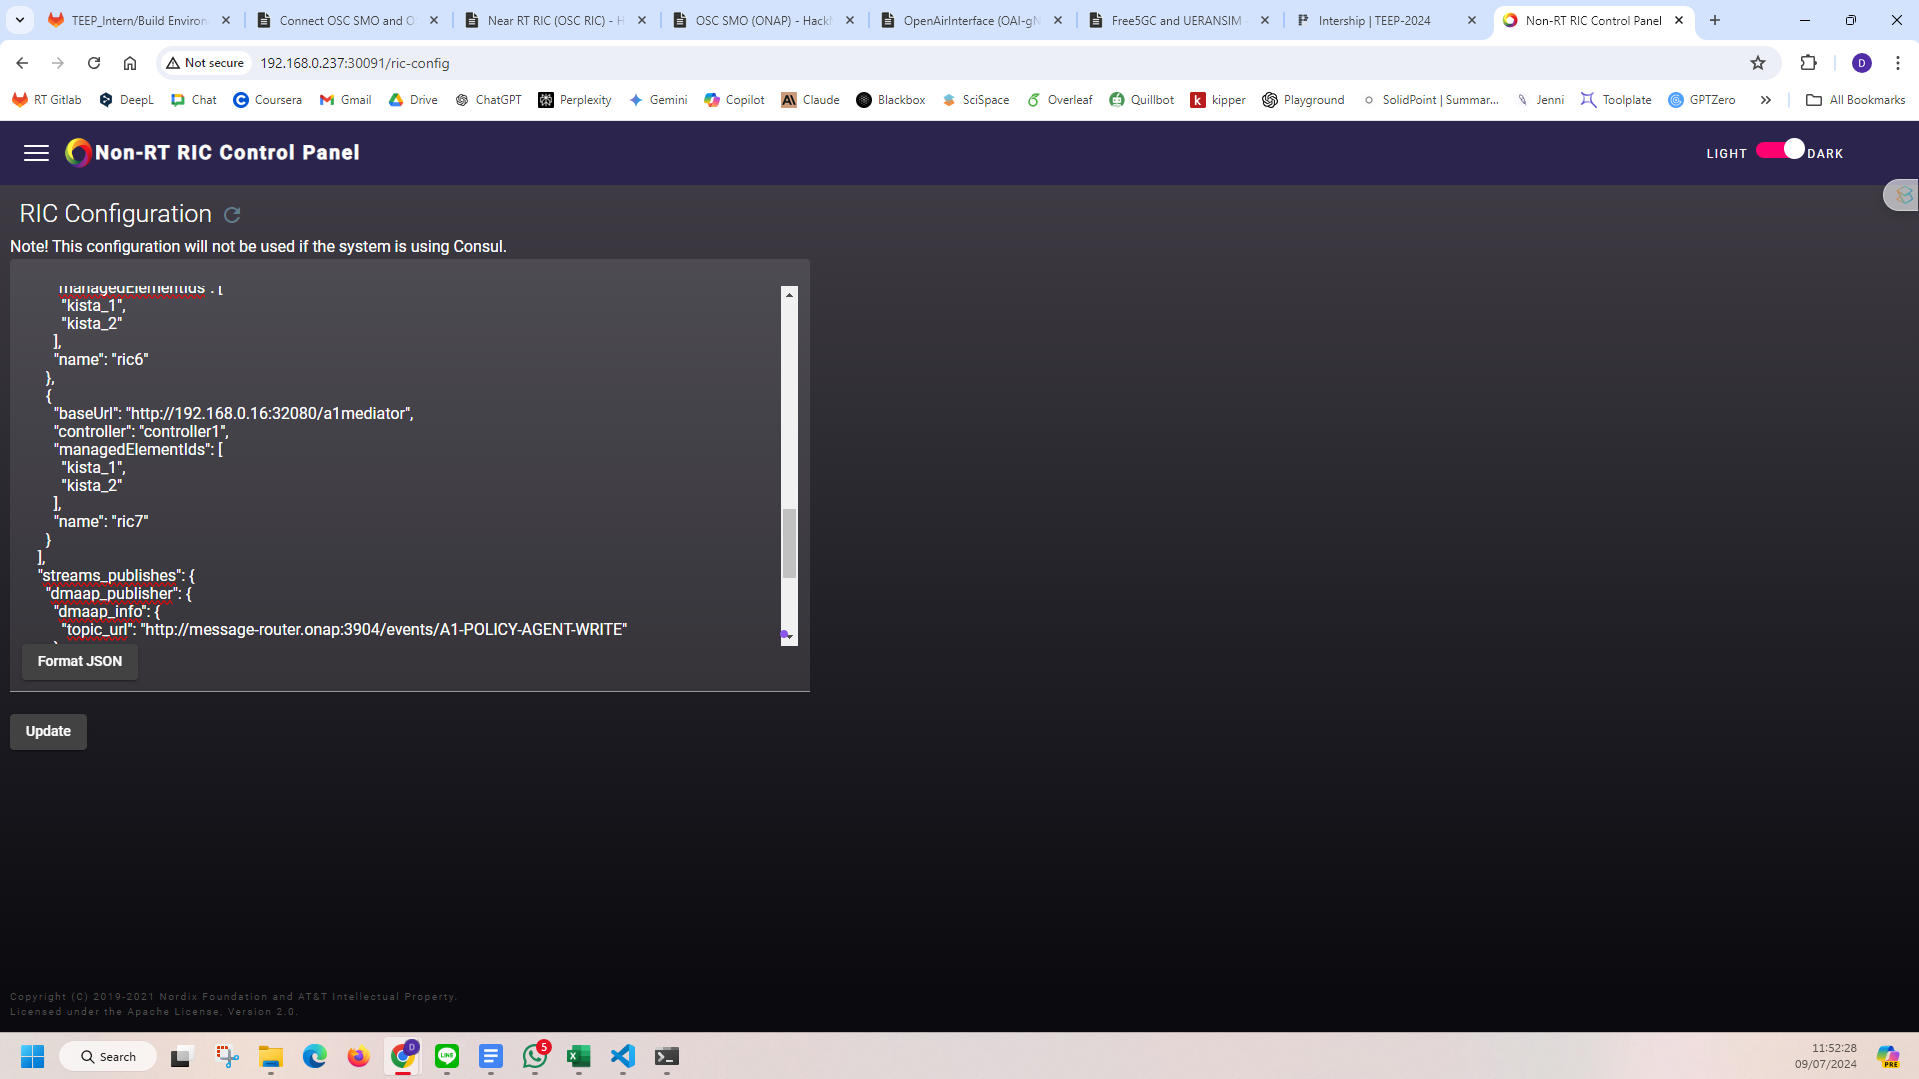 TEEP_Intern/Build Environ
Connect OSC SMO and O
Near RT RIC (OSC RIC) - H
OSC SMO (ONAP) - Hack
OpenAirInterface (OAI-gN
Free5GC and UERANSIM
Intership | TEEP-2024
Non-RT RIC Control Panel
Not secure
192.168.0.237:30091/ric-config
D
RT Gitlab
DeepL
Chat
Coursera
Gmail
Drive
ChatGPT
Perplexity
Gemini
Copilot
Claude
Blackbox
SciSpace
Overleaf
Quillbot
kipper
Playground
SolidPoint | Summar...
Jenni
Toolplate
GPTZero
All Bookmarks
Non-RT RIC Control Panel
LIGHT
DARK
RIC Configuration
Note! This configuration will not be used if the system is using Consul.
"managedElementIds": [
"kista_1",
"kista_2"
],
"name": "ric6"
},
{
"baseUrl": "http://192.168.0.16:32080/a1mediator",
"controller": "controller1",
"managedElementIds": [
"kista_1",
"kista_2"
],
"name": "ric7"
}
],
"streams_publishes": {
"dmaap_publisher": {
"dmaap_info": {
"topic_url": "http://message-router.onap:3904/events/A1-POLICY-AGENT-WRITE"
Format JSON
Update
Copyright (C) 2019-2021 Nordix Foundation and AT&T Intellectual Property.
Licensed under the Apache License, Version 2.0.
Search
D
LINE
5
11:52:28
09/07/2024
PRE